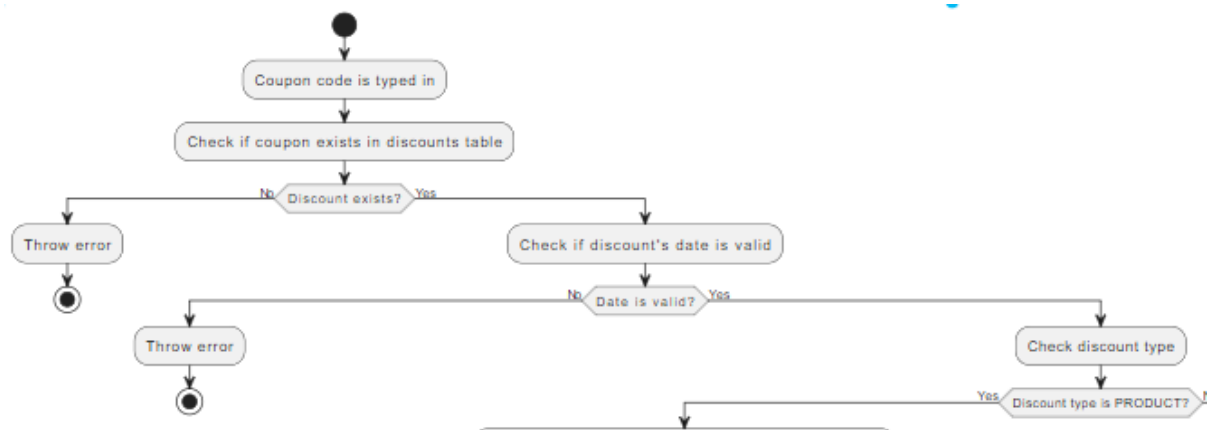 Coupon code is typed in
Check if coupon exists in discounts table
No
Discount exists?
Yes
Throw error
Check if discount's date is valid
No
Date is valid?
Yes
Throw error
Check discount type
Yes
Discount type is PRODUCT?